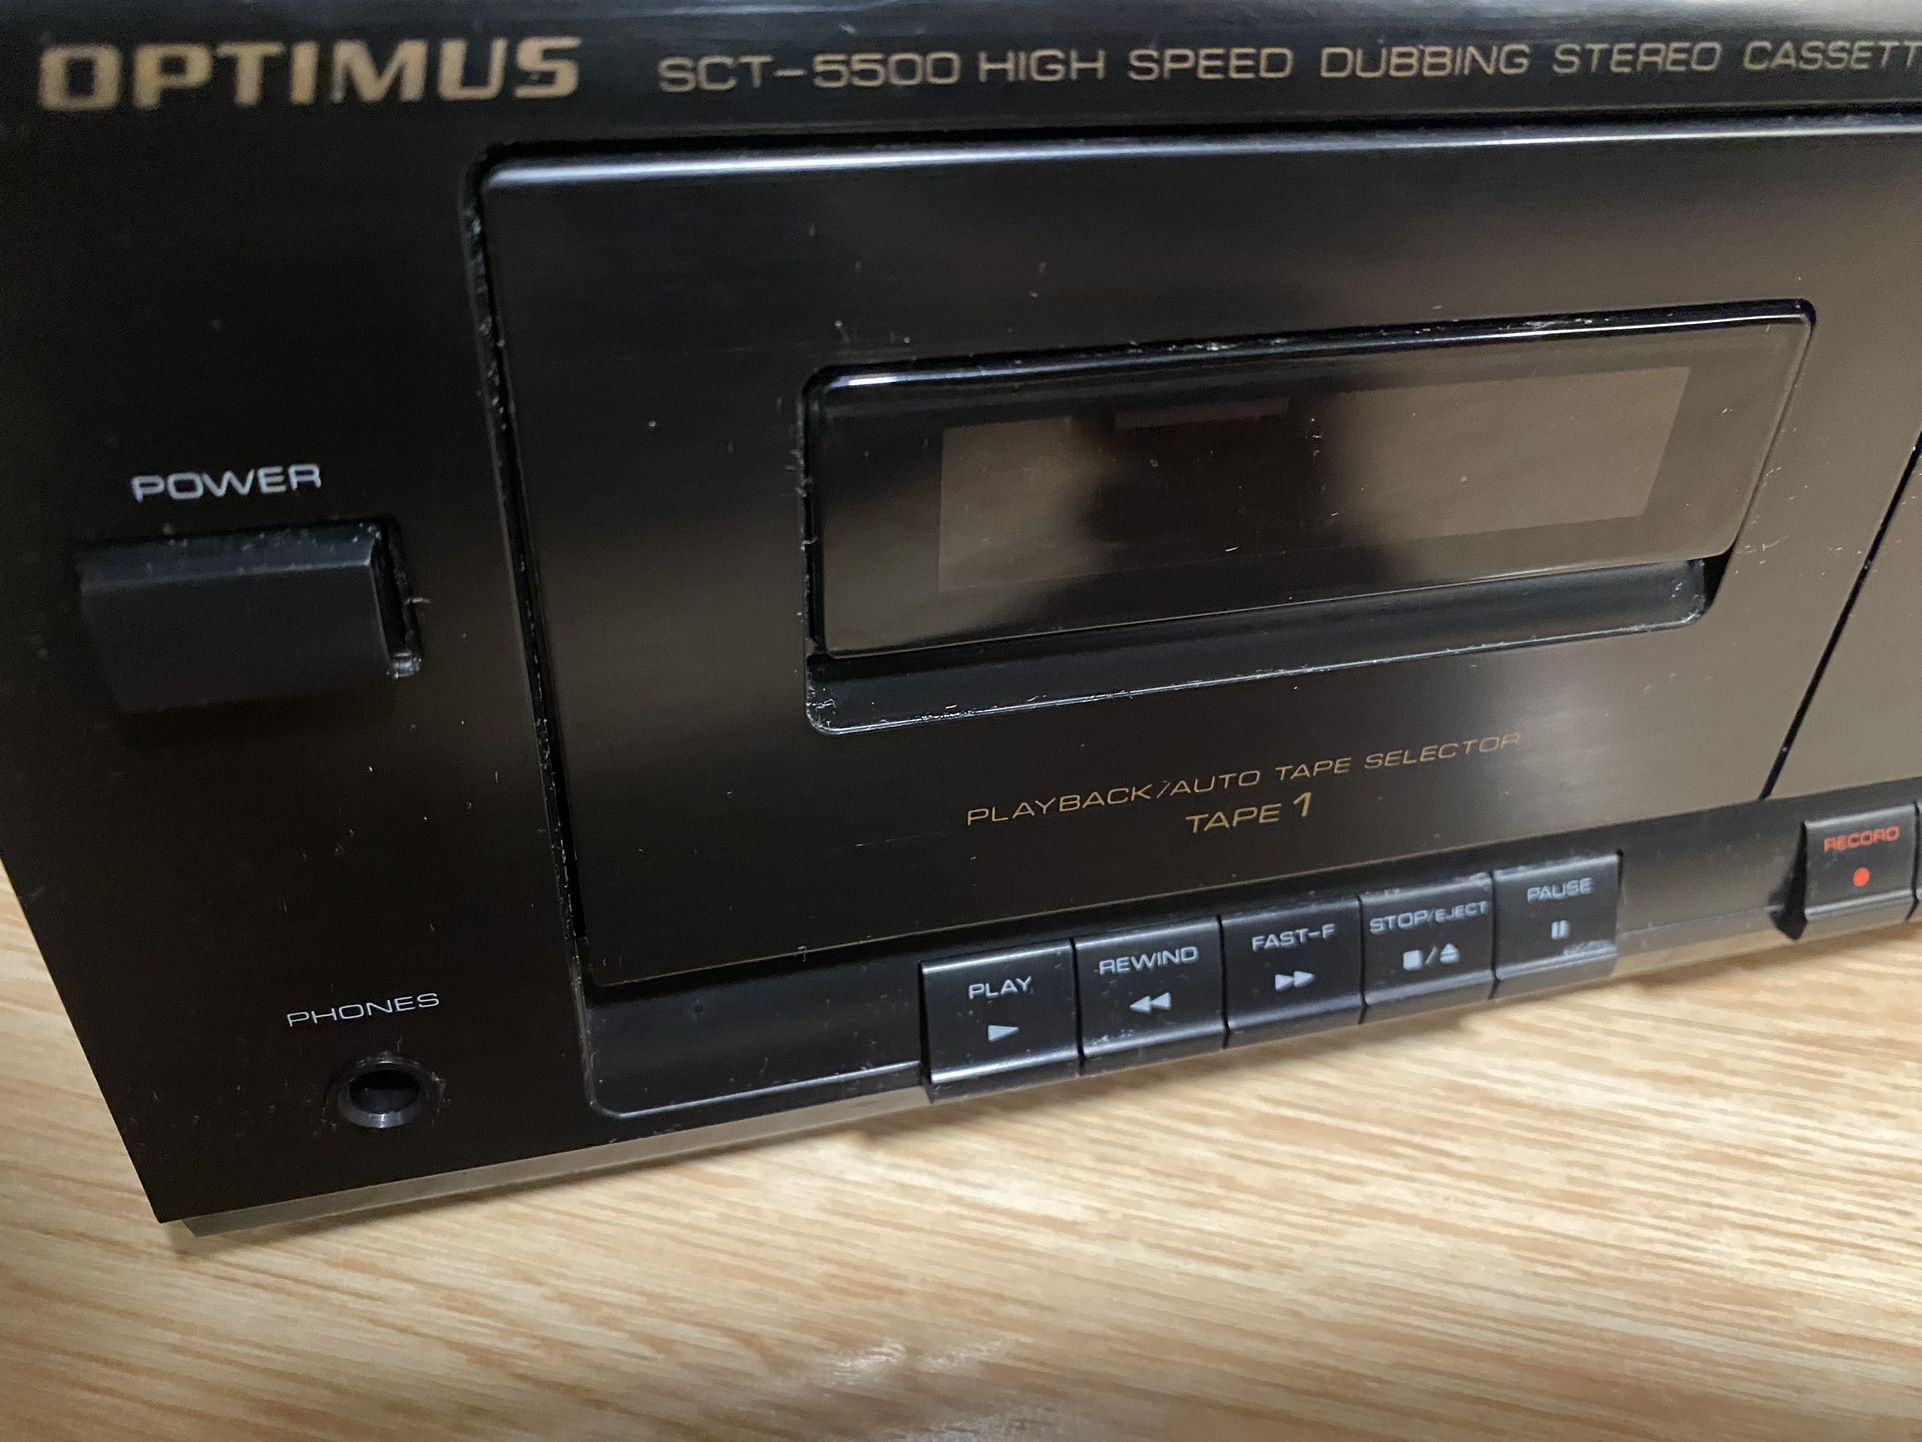 OPTIMUS SCT-5500 HIGH SPEED DUBBING STEREO CASSETT
POWER
PLAYBACK/AUTO TAPE SELECTOR
TAPE 1
RECORD
PAUSE
STOP/EJECT
FAST-F
REWIND
PLAY
PHONES